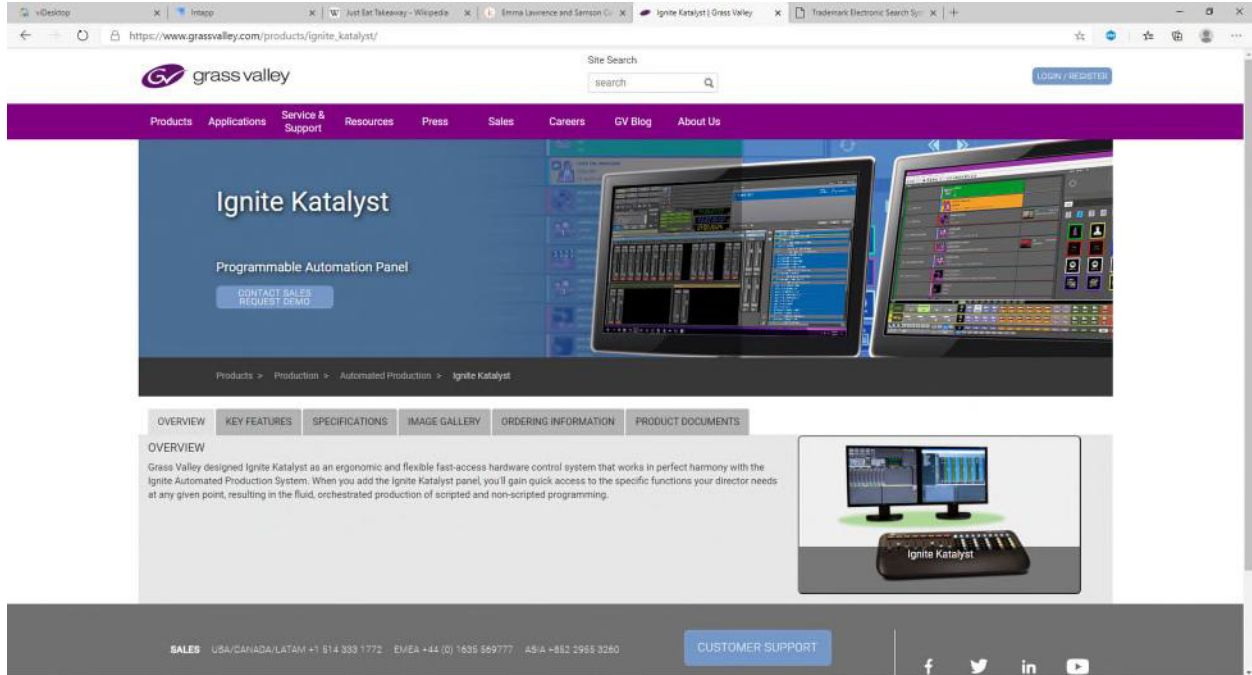 viDesktop
Intapp
Just Eat Takeaway - Wikipedia
Emma Lawrence and Samson Co
Ignite Katalyst | Grass Valley
Trademark Electronic Search Sys
https://www.grassvalley.com/products/ignite_katalyst/
GV grass valley
Site Search
search
LOGIN / REGISTER
Products Applications Service & Support Resources Press Sales Careers GV Blog About Us
Ignite Katalyst
Programmable Automation Panel
CONTACT SALES
REQUEST DEMO
Products > Production > Automated Production > Ignite Katalyst
OVERVIEW KEY FEATURES SPECIFICATIONS IMAGE GALLERY ORDERING INFORMATION PRODUCT DOCUMENTS
OVERVIEW
Grass Valley designed Ignite Katalyst as an ergonomic and flexible fast-access hardware control system that works in perfect harmony with the
Ignite Automated Production System. When you add the Ignite Katalyst panel, you'll gain quick access to the specific functions your director needs
at any given point, resulting in the fluid, orchestrated production of scripted and non-scripted programming.
Ignite Katalyst
SALES USA/CANADA/LATAM +1 514 333 1772 EMEA +44 (0) 1635 569777 ASIA +852 2955 3260
CUSTOMER SUPPORT